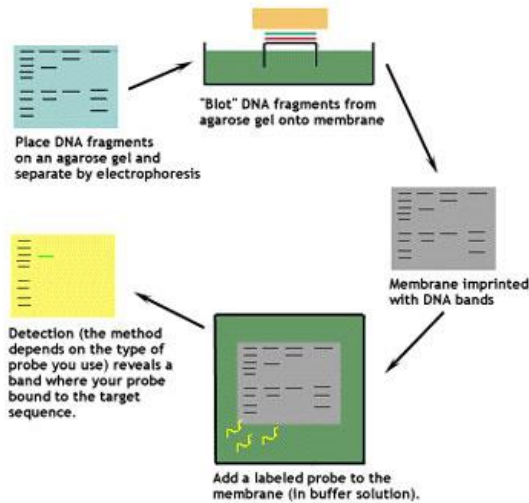 Place DNA fragments
on an agarose gel and
separate by electrophoresis
"Blot" DNA fragments from
agarose gel onto membrane
Membrane imprinted
with DNA bands
Add a labeled probe to the
membrane (in buffer solution).
Detection (the method
depends on the type of
probe you use) reveals a
band where your probe
bound to the target
sequence.